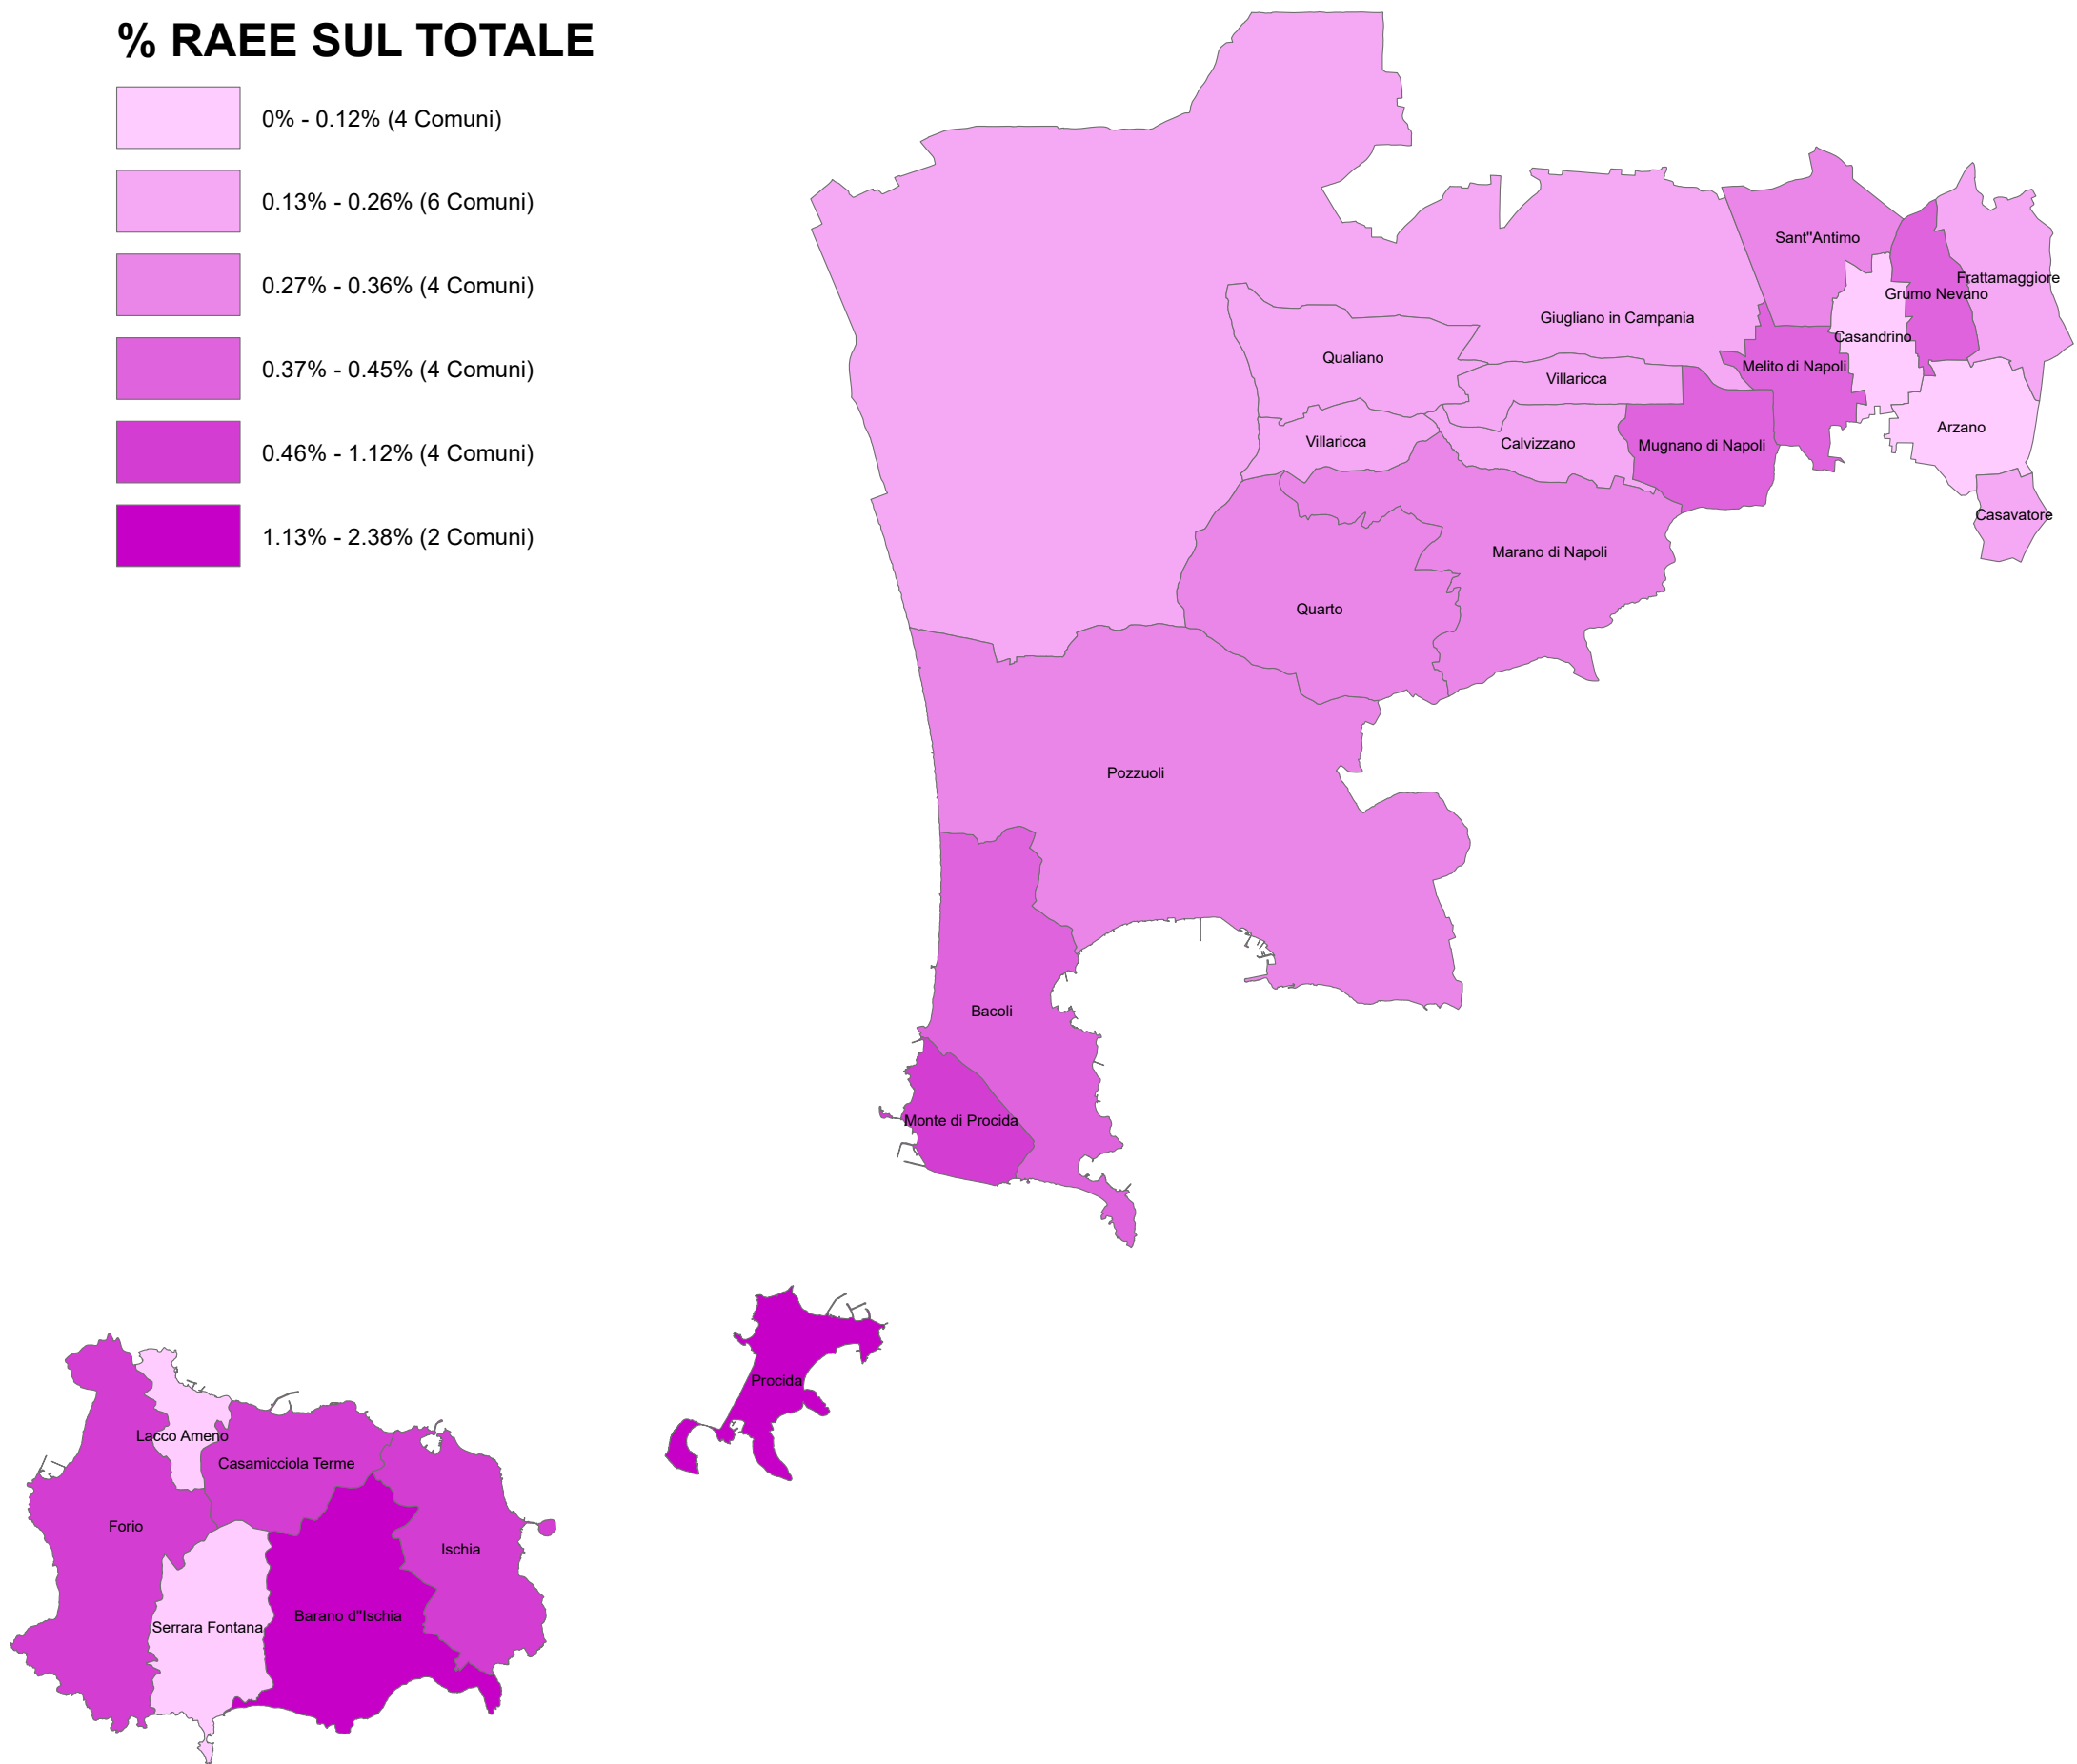 % RAEE SUL TOTALE
0% - 0.12% (4 Comuni)
0.13% - 0.26% (6 Comuni)
0.27% - 0.36% (4 Comuni)
0.37% - 0.45% (4 Comuni)
0.46% - 1.12% (4 Comuni)
1.13% - 2.38% (2 Comuni)
Sant''Antimo
Frattamaggiore
Grumo Nevano
Giugliano in Campania
Casandrino
Qualiano
Melito di Napoli
Villaricca
Arzano
Villaricca
Calvizzano
Mugnano di Napoli
Casavatore
Marano di Napoli
Quarto
Pozzuoli
Bacoli
Monte di Procida
Procida
Lacco Ameno
Casamicciola Terme
Forio
Ischia
Barano d''Ischia
Serrara Fontana